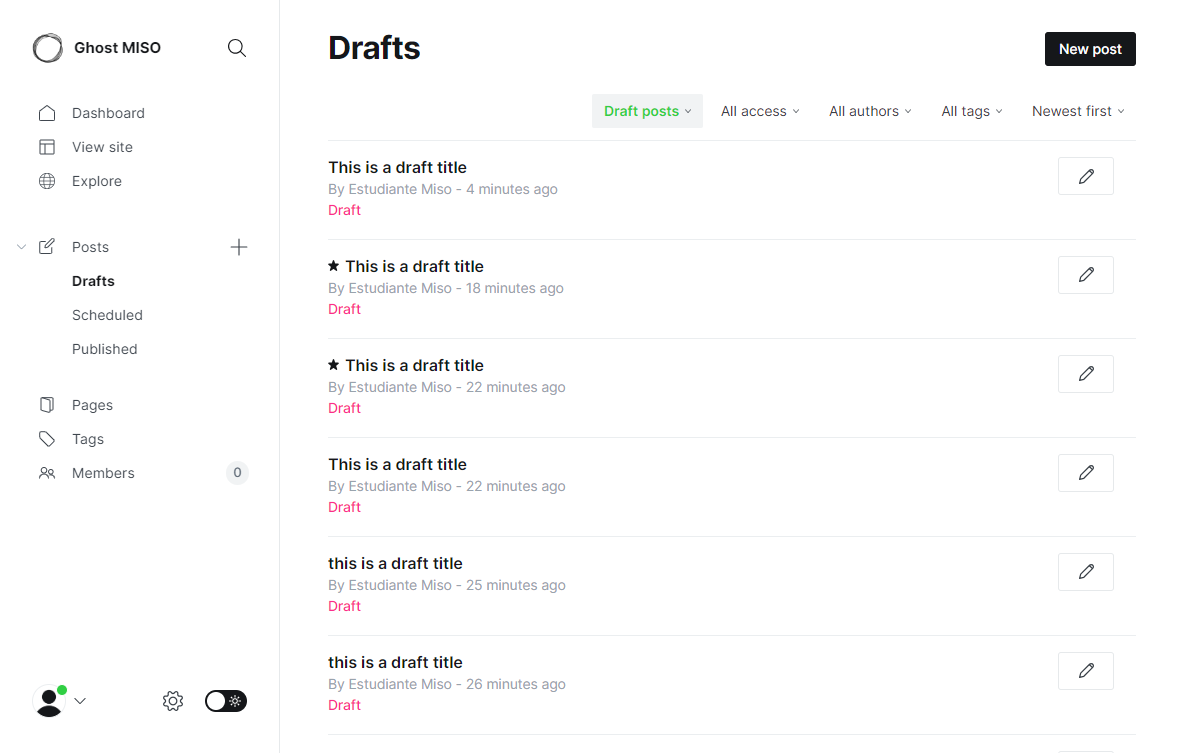 Ghost MISO
Dashboard
View site
Explore
Posts
Drafts
Scheduled
Published
Pages
Tags
Members 0
Drafts
New post
Draft posts All access All authors All tags Newest first
This is a draft title
By Estudiante Miso - 4 minutes ago
Draft
This is a draft title
By Estudiante Miso - 18 minutes ago
Draft
This is a draft title
By Estudiante Miso - 22 minutes ago
Draft
This is a draft title
By Estudiante Miso - 22 minutes ago
Draft
this is a draft title
By Estudiante Miso - 25 minutes ago
Draft
this is a draft title
By Estudiante Miso - 26 minutes ago
Draft